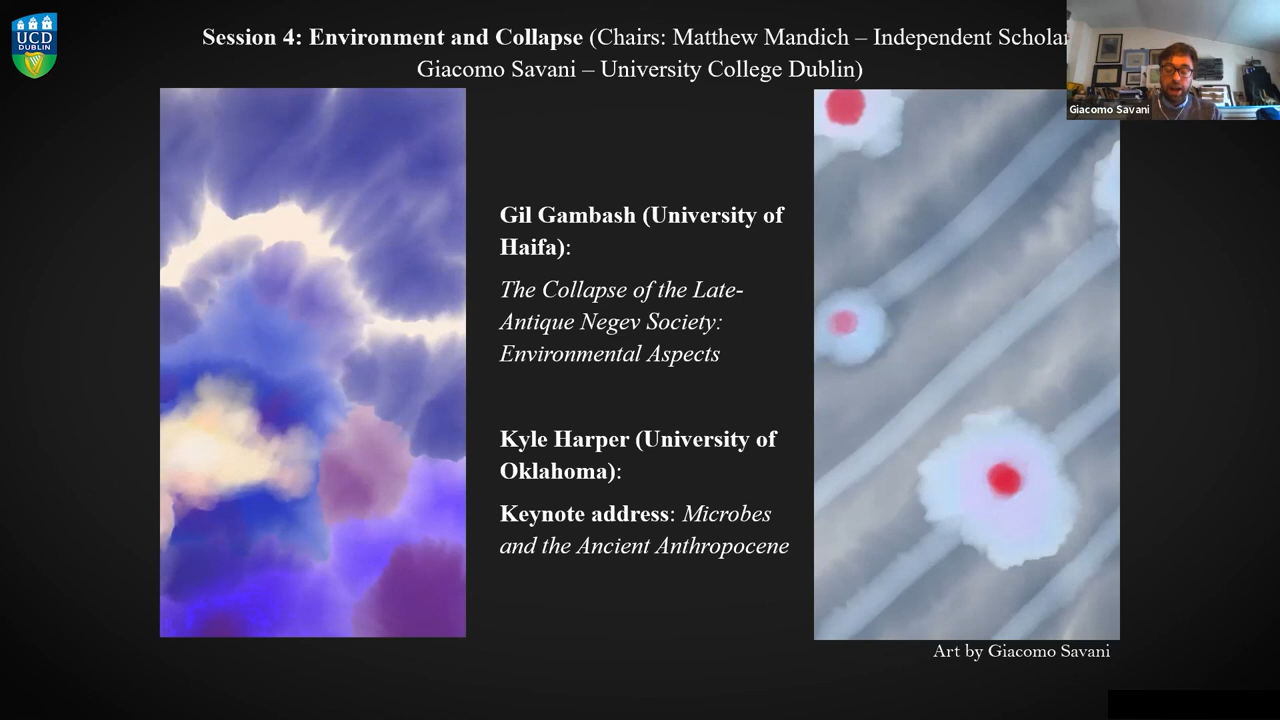 UCD
DUBLIN
Session 4: Environment and Collapse (Chairs: Matthew Mandich – Independent Scholar
Giacomo Savani – University College Dublin)
Giacomo Savani
Gil Gambash (University of
Haifa):
The Collapse of the Late-
Antique Negev Society:
Environmental Aspects
Kyle Harper (University of
Oklahoma):
Keynote address: Microbes
and the Ancient Anthropocene
Art by Giacomo Savani